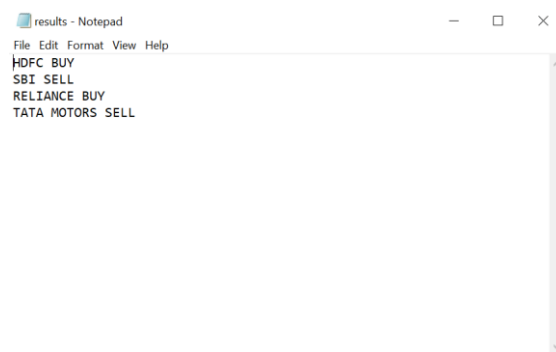 results - Notepad
File Edit Format View Help
HDFC BUY
SBI SELL
RELIANCE BUY
TATA MOTORS SELL